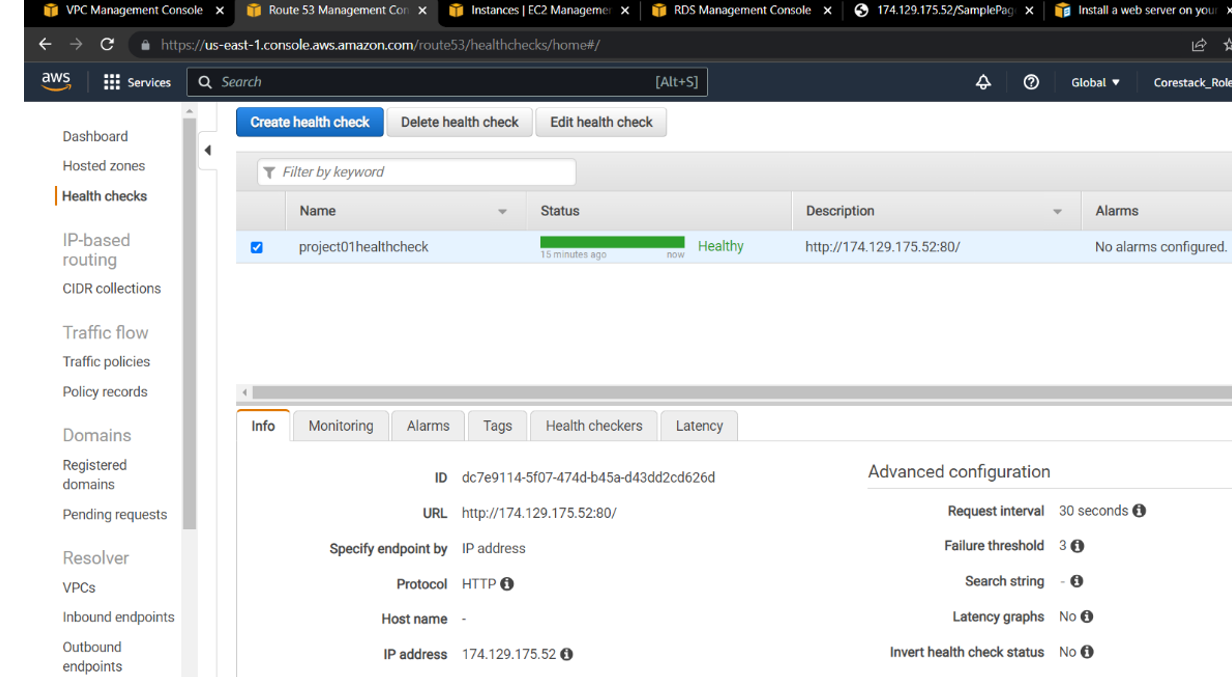 VPC Management Console
Route 53 Management Con
Instances | EC2 Managemen
RDS Management Console
174.129.175.52/SamplePag
Install a web server on your
https://us-east-1.console.aws.amazon.com/route53/healthchecks/home#/
aws
Services
Search
[Alt+S]
Global
Corestack_Role
Dashboard
Hosted zones
Health checks
IP-based
routing
CIDR collections
Traffic flow
Traffic policies
Policy records
Domains
Registered
domains
Pending requests
Resolver
VPCs
Inbound endpoints
Outbound
endpoints
Create health check
Delete health check
Edit health check
Filter by keyword
Name
Status
Description
Alarms
project01healthcheck
15 minutes ago
now
Healthy
http://174.129.175.52:80/
No alarms configured.
Info
Monitoring
Alarms
Tags
Health checkers
Latency
ID dc7e9114-5f07-474d-b45a-d43dd2cd626d
URL http://174.129.175.52:80/
Specify endpoint by IP address
Protocol HTTP
Host name -
IP address 174.129.175.52
Advanced configuration
Request interval 30 seconds
Failure threshold 3
Search string -
Latency graphs No
Invert health check status No